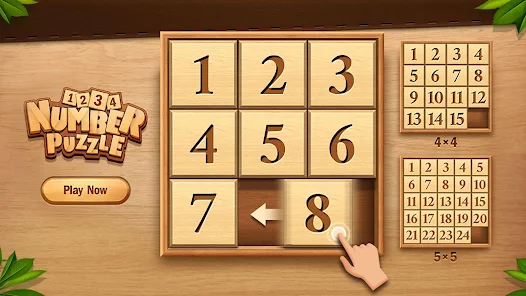 1234
NUMBER
PUZZLE
Play Now
1 2 3
4 5 6
7 8
1 2 3 4
5 6 7 8
9 10 11 12
13 14 15
4×4
1 2 3 4 5
6 7 8 9 10
11 12 13 14 15
16 17 18 19 20
21 22 23 24
5×5